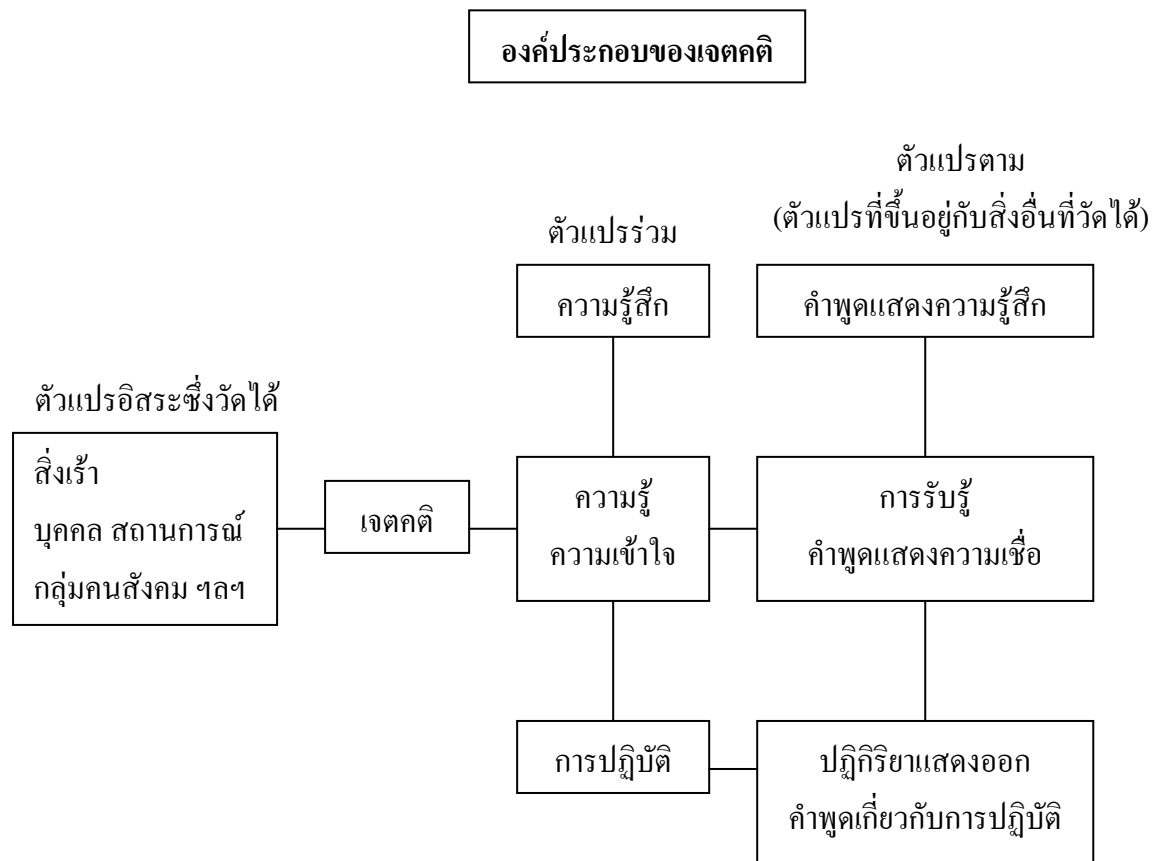 องค์ประกอบของเจตคติ
ตัวแปรตาม
(ตัวแปรที่ขึ้นอยู่กับสิ่งอื่นที่วัดได้)
ตัวแปรร่วม
ความรู้สึก
คำพูดแสดงความรู้สึก
ตัวแปรอิสระซึ่งวัดได้
สิ่งเร้า
บุคคล สถานการณ์
กลุ่มคนสังคม ฯลฯ
เจตคติ
ความรู้
ความเข้าใจ
การรับรู้
คำพูดแสดงความเชื่อ
การปฏิบัติ
ปฏิกิริยาแสดงออก
คำพูดเกี่ยวกับการปฏิบัติ